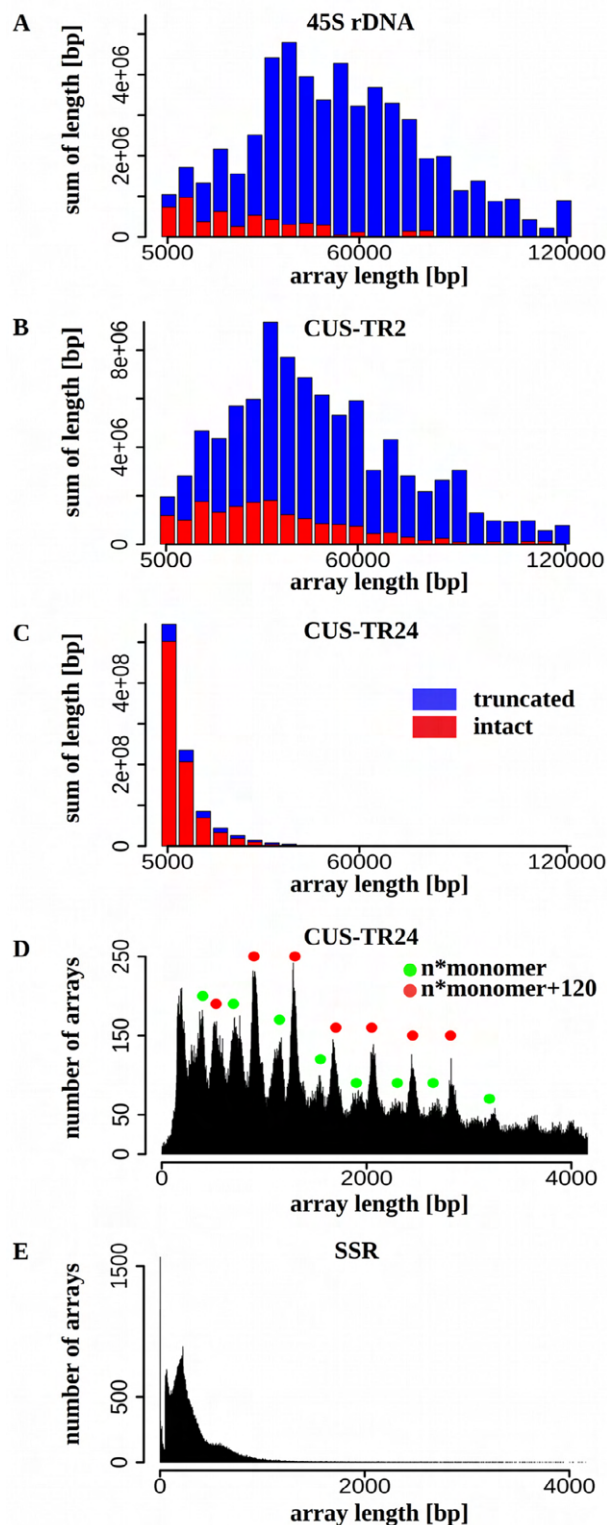 A
45S rDNA
sum of length [bp]
4e+06
2e+06
0
5000
60000
120000
array length [bp]
B
CUS-TR2
sum of length [bp]
8e+06
4e+06
0
5000
60000
120000
array length [bp]
C
CUS-TR24
sum of length [bp]
4e+08
2e+08
0
truncated
intact
5000
60000
120000
array length [bp]
D
CUS-TR24
number of arrays
250
150
50
0
n*monomer
n*monomer+120
0
2000
4000
array length [bp]
E
SSR
number of arrays
1500
500
0
0
2000
4000
array length [bp]